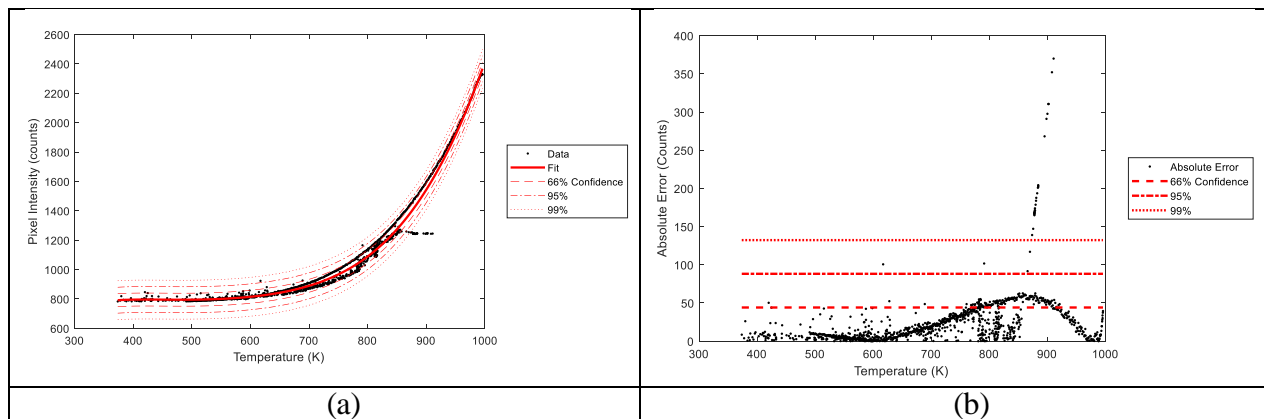 2600
2400
2200
2000
1800
1600
1400
1200
1000
800
600
Pixel Intensity (counts)
300 400 500 600 700 800 900 1000
Temperature (K)
Data
Fit
66% Confidence
95%
99%
(a)
400
350
300
250
200
150
100
50
0
Absolute Error (Counts)
300 400 500 600 700 800 900 1000
Temperature (K)
Absolute Error
66% Confidence
95%
99%
(b)